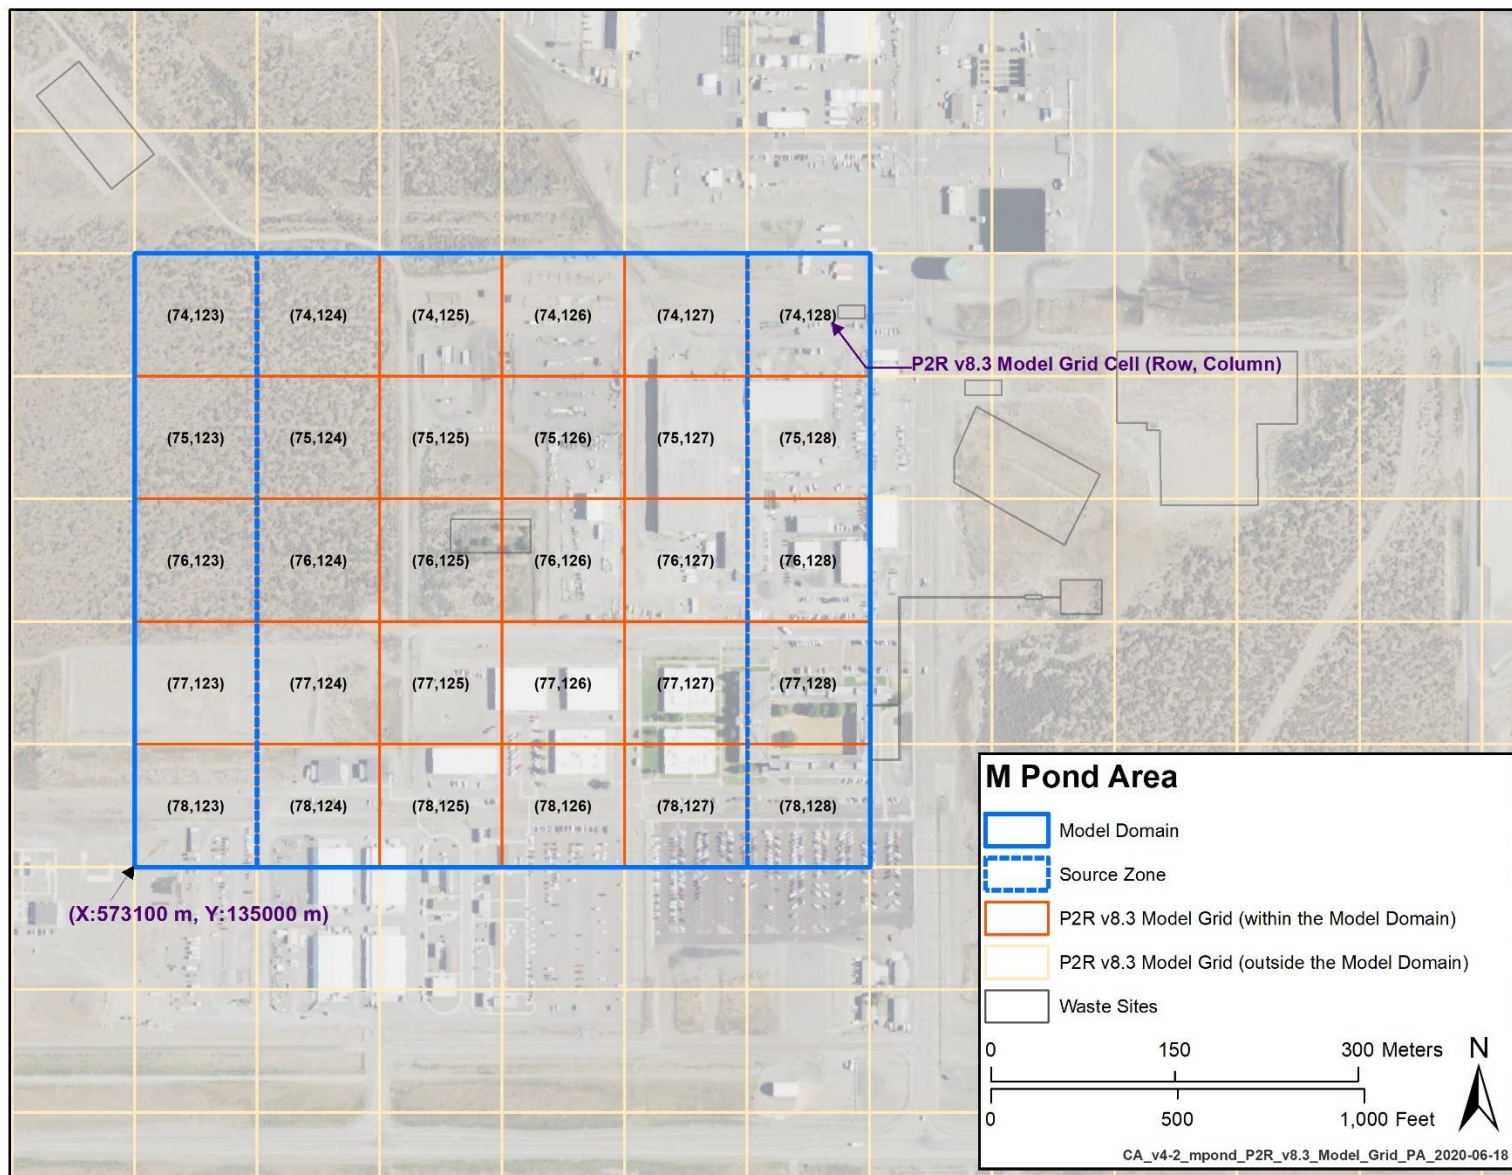 (74,123) (74,124) (74,125) (74,126) (74,127) (74,128)
P2R v8.3 Model Grid Cell (Row, Column)
(75,123) (75,124) (75,125) (75,126) (75,127) (75,128)
(76,123) (76,124) (76,125) (76,126) (76,127) (76,128)
(77,123) (77,124) (77,125) (77,126) (77,127) (77,128)
(78,123) (78,124) (78,125) (78,126) (78,127) (78,128)
(X:573100 m, Y:135000 m)
M Pond Area
Model Domain
Source Zone
P2R v8.3 Model Grid (within the Model Domain)
P2R v8.3 Model Grid (outside the Model Domain)
Waste Sites
0 150 300 Meters
N
0 500 1,000 Feet
CA_v4-2_mpond_P2R_v8.3_Model_Grid_PA_2020-06-18